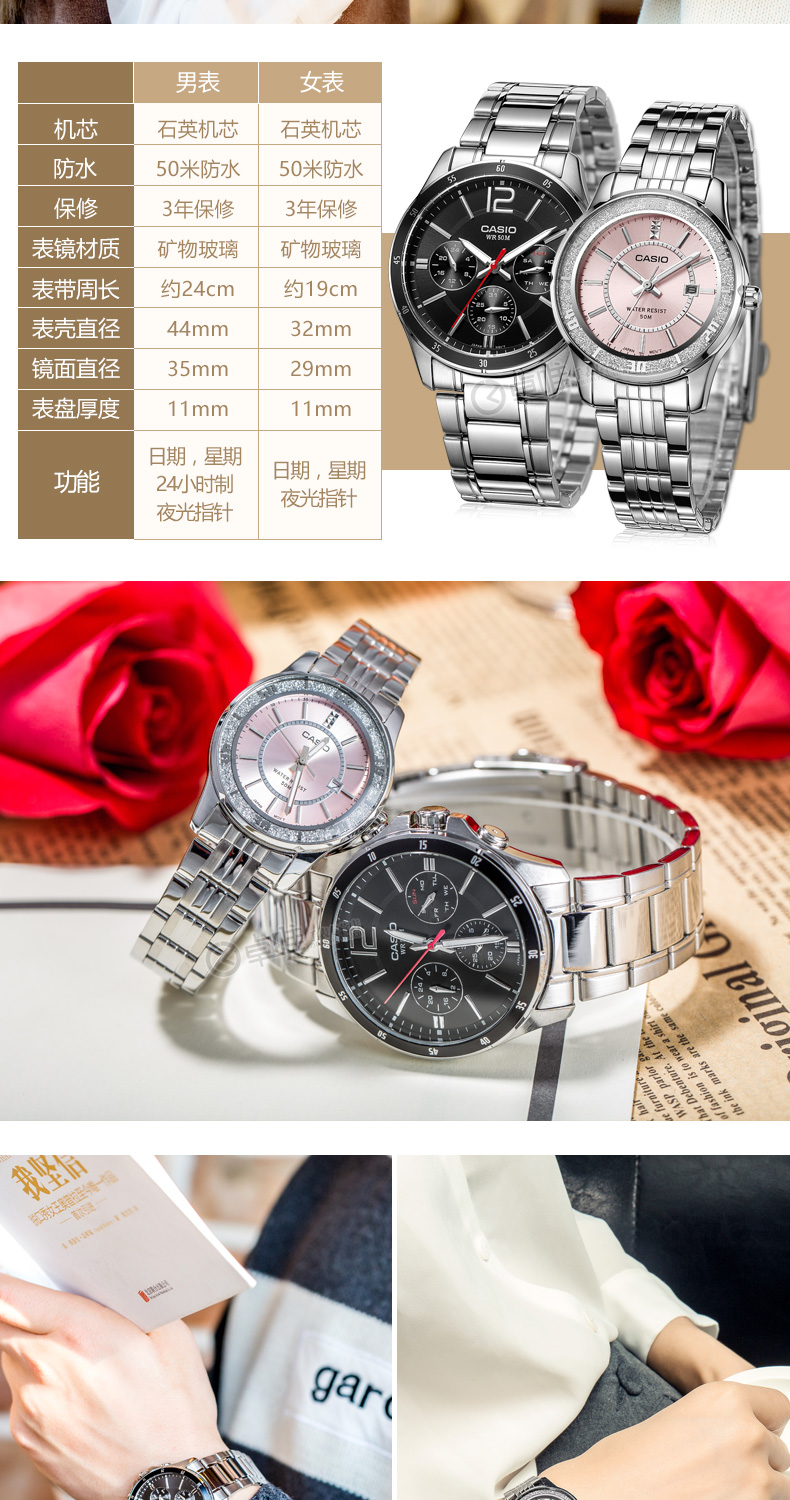 男表 女表
机芯 石英机芯 石英机芯
防水 50米防水 50米防水
保修 3年保修 3年保修
表镜材质 矿物玻璃 矿物玻璃
表带周长 约24cm 约19cm
表壳直径 44mm 32mm
镜面直径 35mm 29mm
表盘厚度 11mm 11mm
功能 日期，星期 日期，星期
24小时制 夜光指针
夜光指针
CASIO
WR 50M
CASIO
WATER RESIST
50M
CASIO
WATER RESIST
50M
CASIO
WR
我坚信
gard